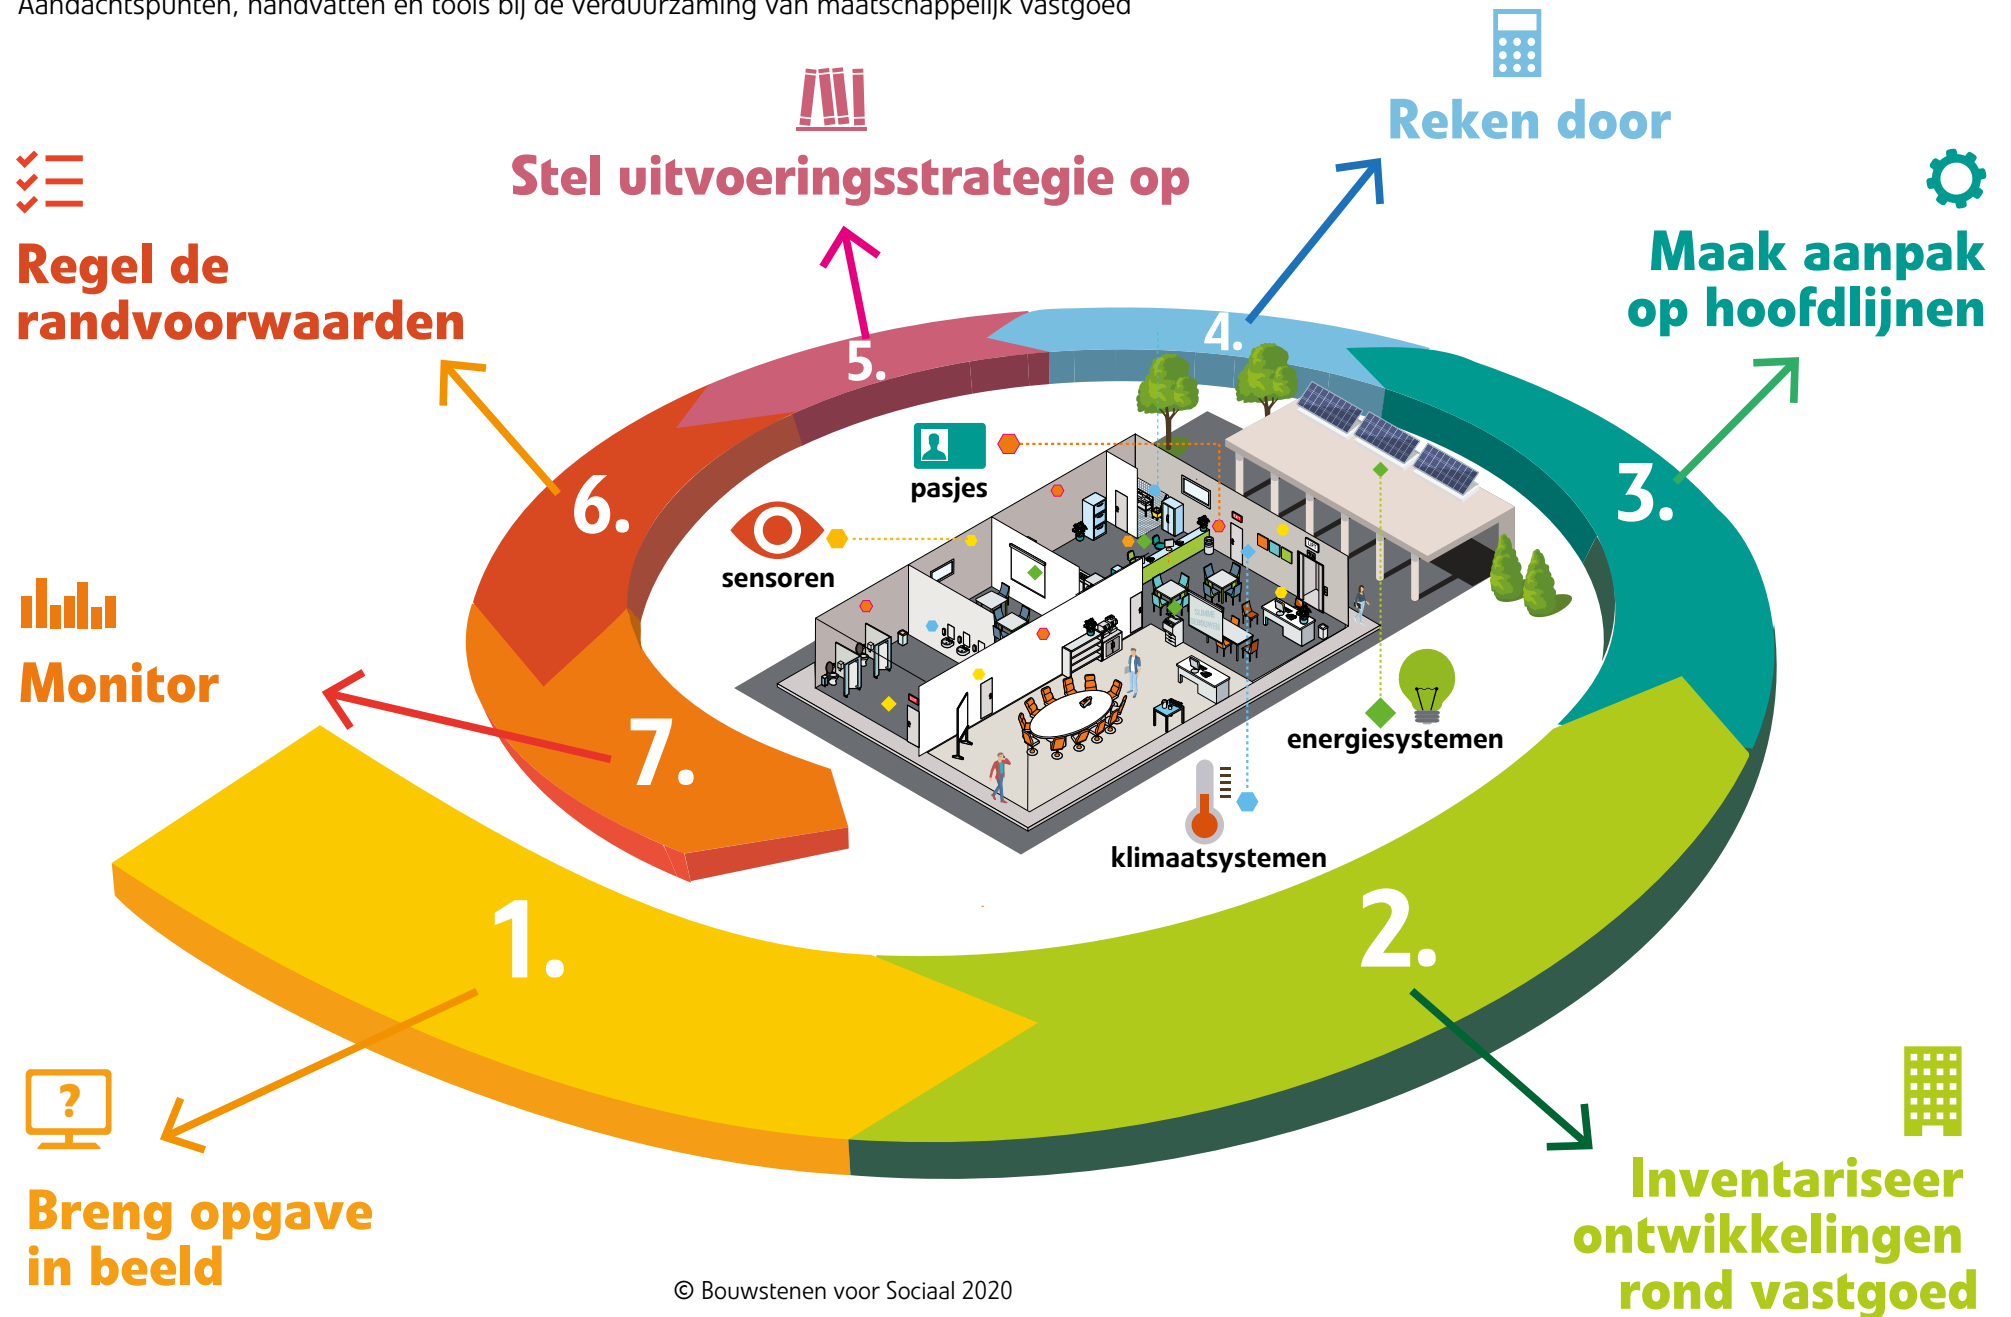 Aandachtspunten, handvatten en tools bij de verduurzaming van maatschappelijk vastgoed
Reken door
Stel uitvoeringsstrategie op
Regel de
randvoorwaarden
Maak aanpak
op hoofdlijnen
4.
5.
3.
6.
pasjes
sensoren
Monitor
7.
energiesystemen
klimaatsystemen
1.
2.
?
Breng opgave
in beeld
Inventariseer
ontwikkelingen
rond vastgoed
© Bouwstenen voor Sociaal 2020